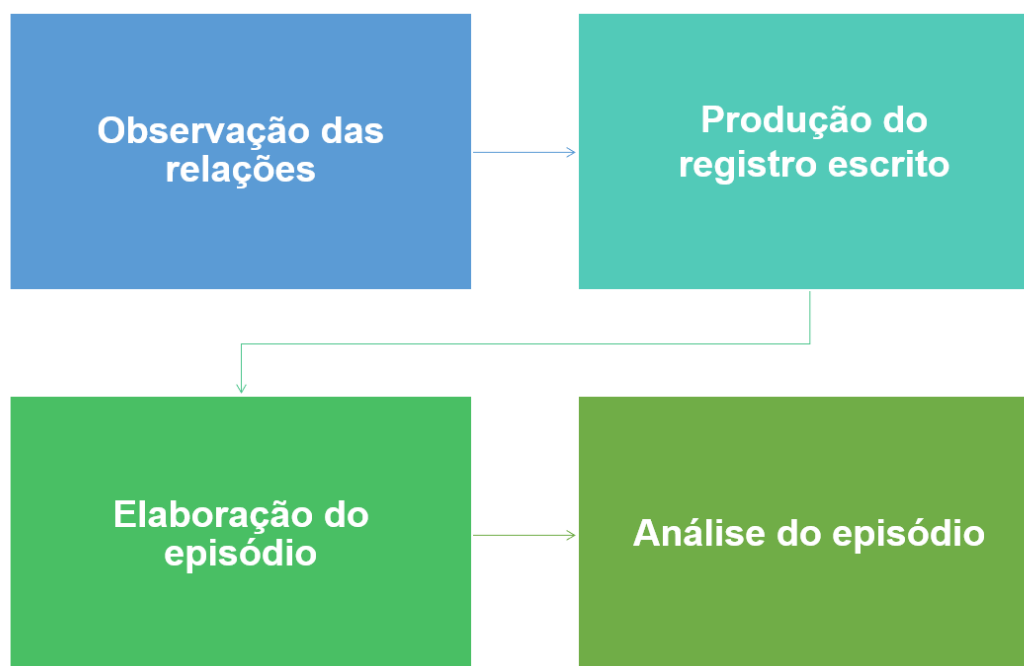 Observação das
relações
Produção do
registro escrito
Elaboração do
episódio
Análise do episódio